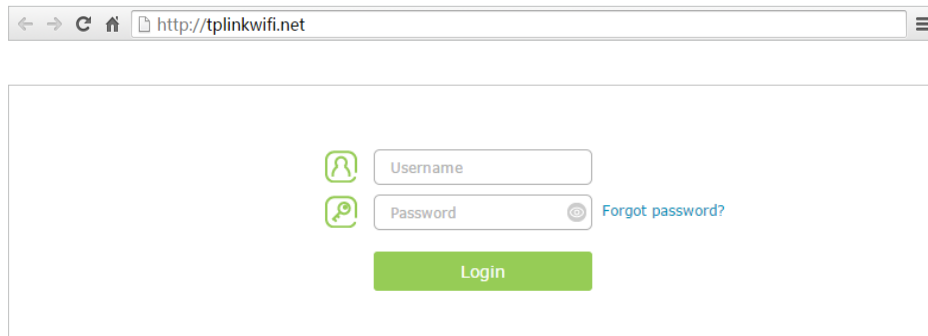 http://tplinkwifi.net
Username
Password
Forgot password?
Login